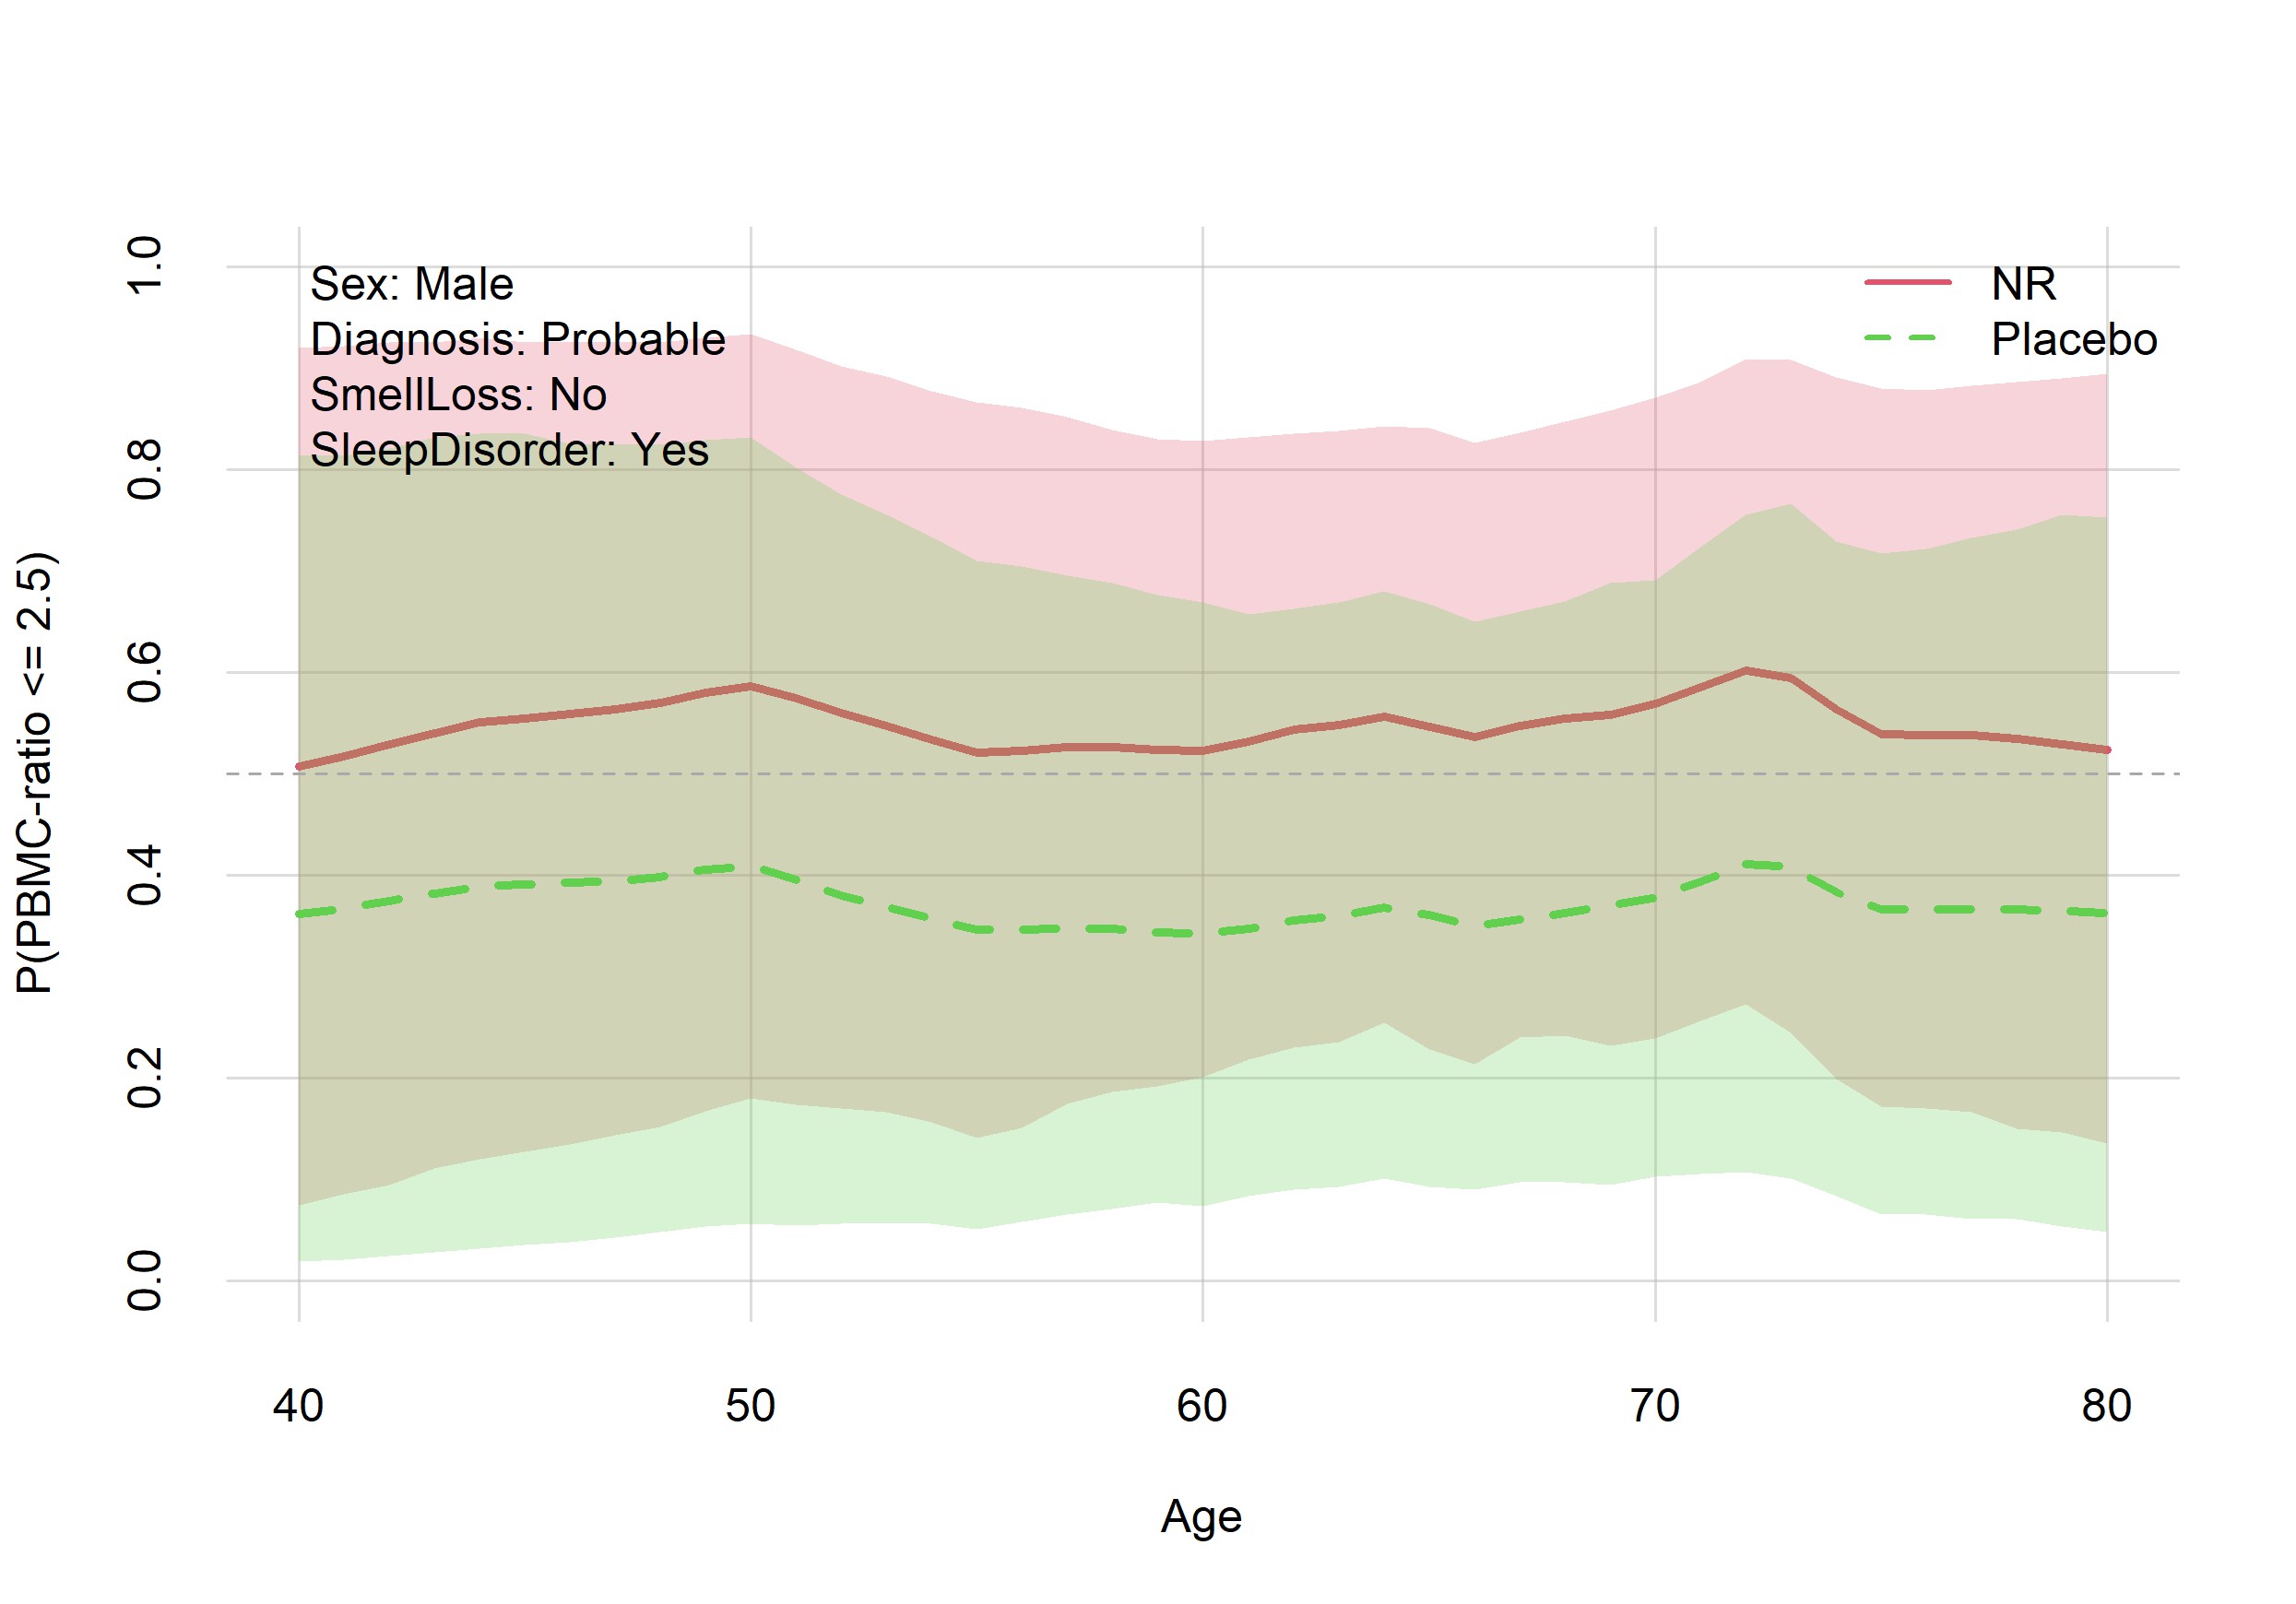 Sex: Male
Diagnosis: Probable
SmellLoss: No
SleepDisorder: Yes
NR
Placebo
1.0
0.8
0.6
0.4
0.2
0.0
P(PBMC-ratio <= 2.5)
40 50 60 70 80
Age